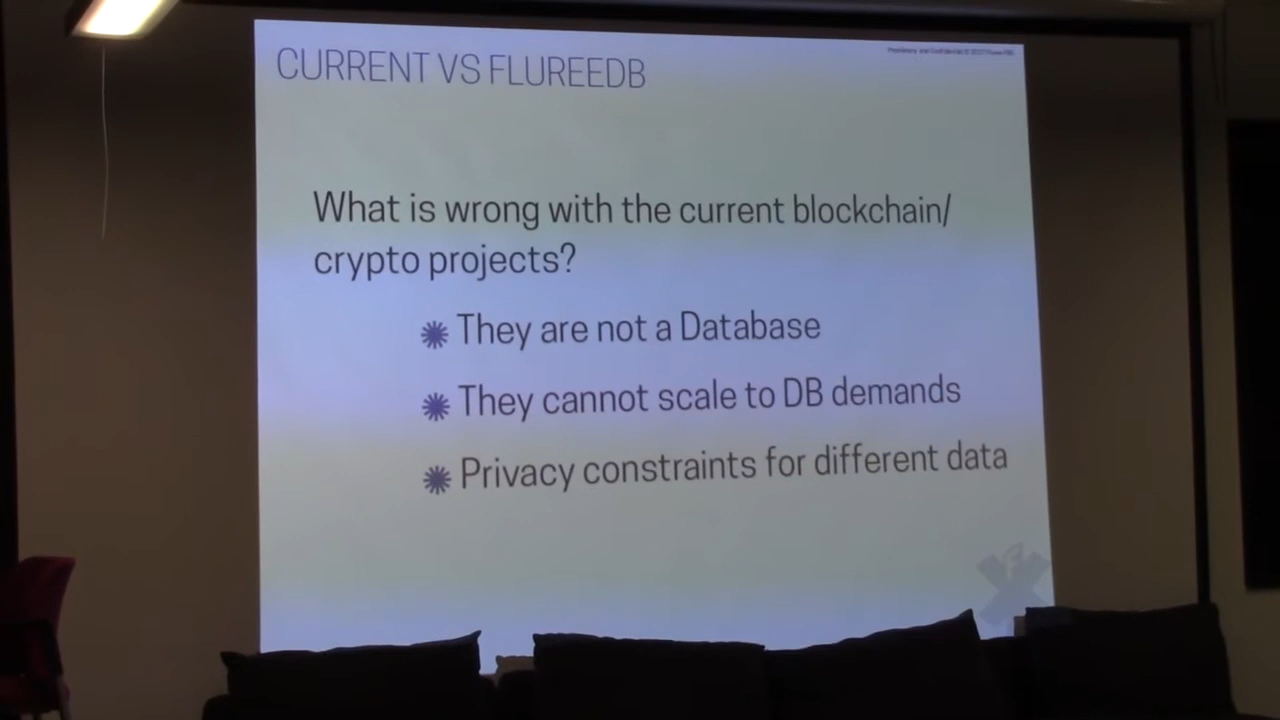 CURRENT VS FLUREEDB
What is wrong with the current blockchain/
crypto projects?
They are not a Database
They cannot scale to DB demands
Privacy constraints for different data